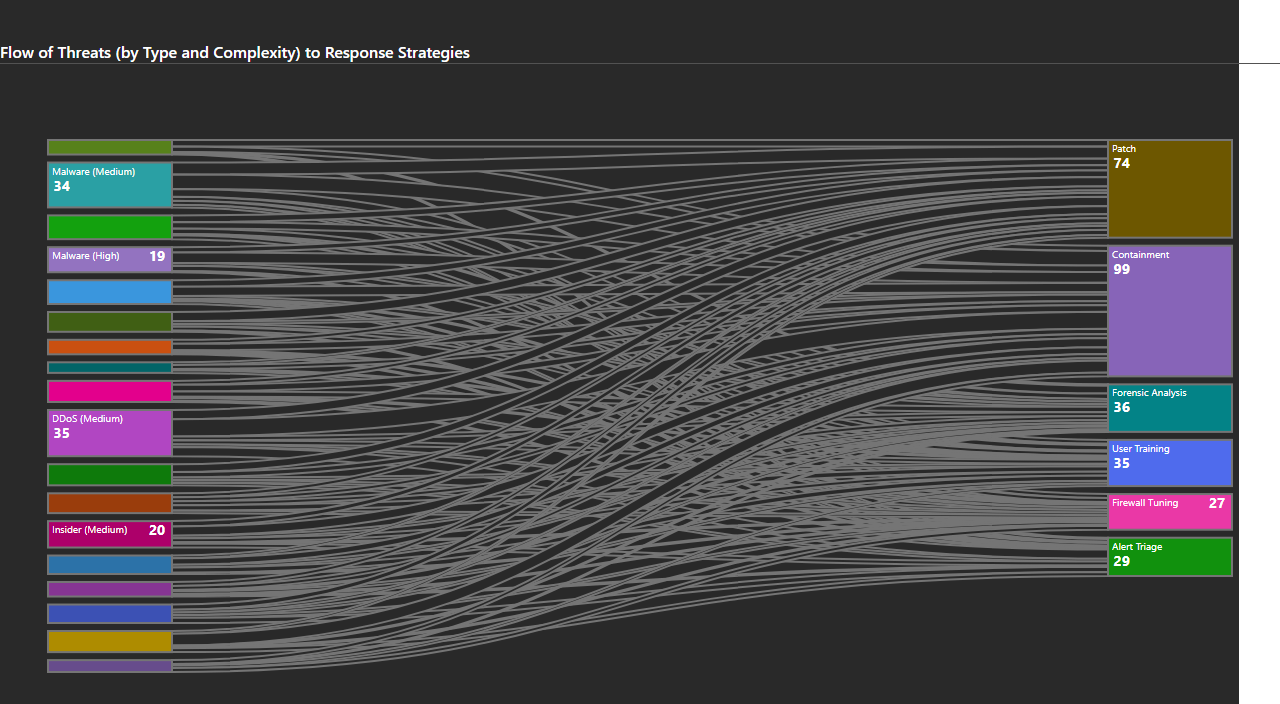 Flow of Threats (by Type and Complexity) to Response Strategies
Malware (Medium)
34
Malware (High) 19
DDoS (Medium)
35
Insider (Medium) 20
Patch
74
Containment
99
Forensic Analysis
36
User Training
35
Firewall Tuning 27
Alert Triage
29